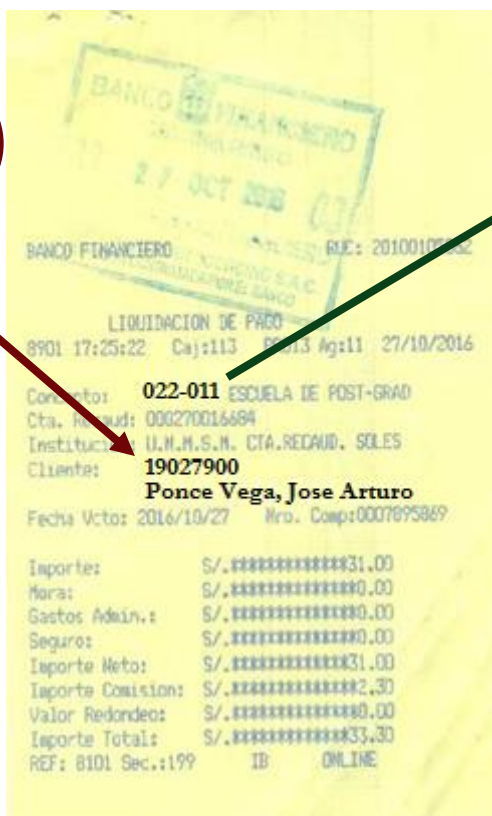 BANCO FINANCIERO
27 OCT 2016 03
BANCO FINANCIERO RUC:
LIQUIDACION DE PAGO
8901 17:25:22 Caj:113 Ag:11 27/10/2016
Concepto: 022-011 ESCUELA DE POST-GRAD
Cta. Recaud: 000270016684
Institucion U.N.M.S.M. CTA.RECAUD. SOLES
Cliente: 19027900
Ponce Vega, Jose Arturo
Fecha Vcto: 2016/10/27 Nro. Comp:0007895869
Importe: S/.**************31.00
Mora: S/.***************0.00
Gastos Admin.: S/.***************0.00
Seguro: S/.***************0.00
Importe Neto: S/.**************31.00
Importe Comision: S/.***************2.30
Valor Redondeo: S/.***************0.00
Importe Total: S/.**************33.30
REF: 8101 Sec.:199 IB ONLINE